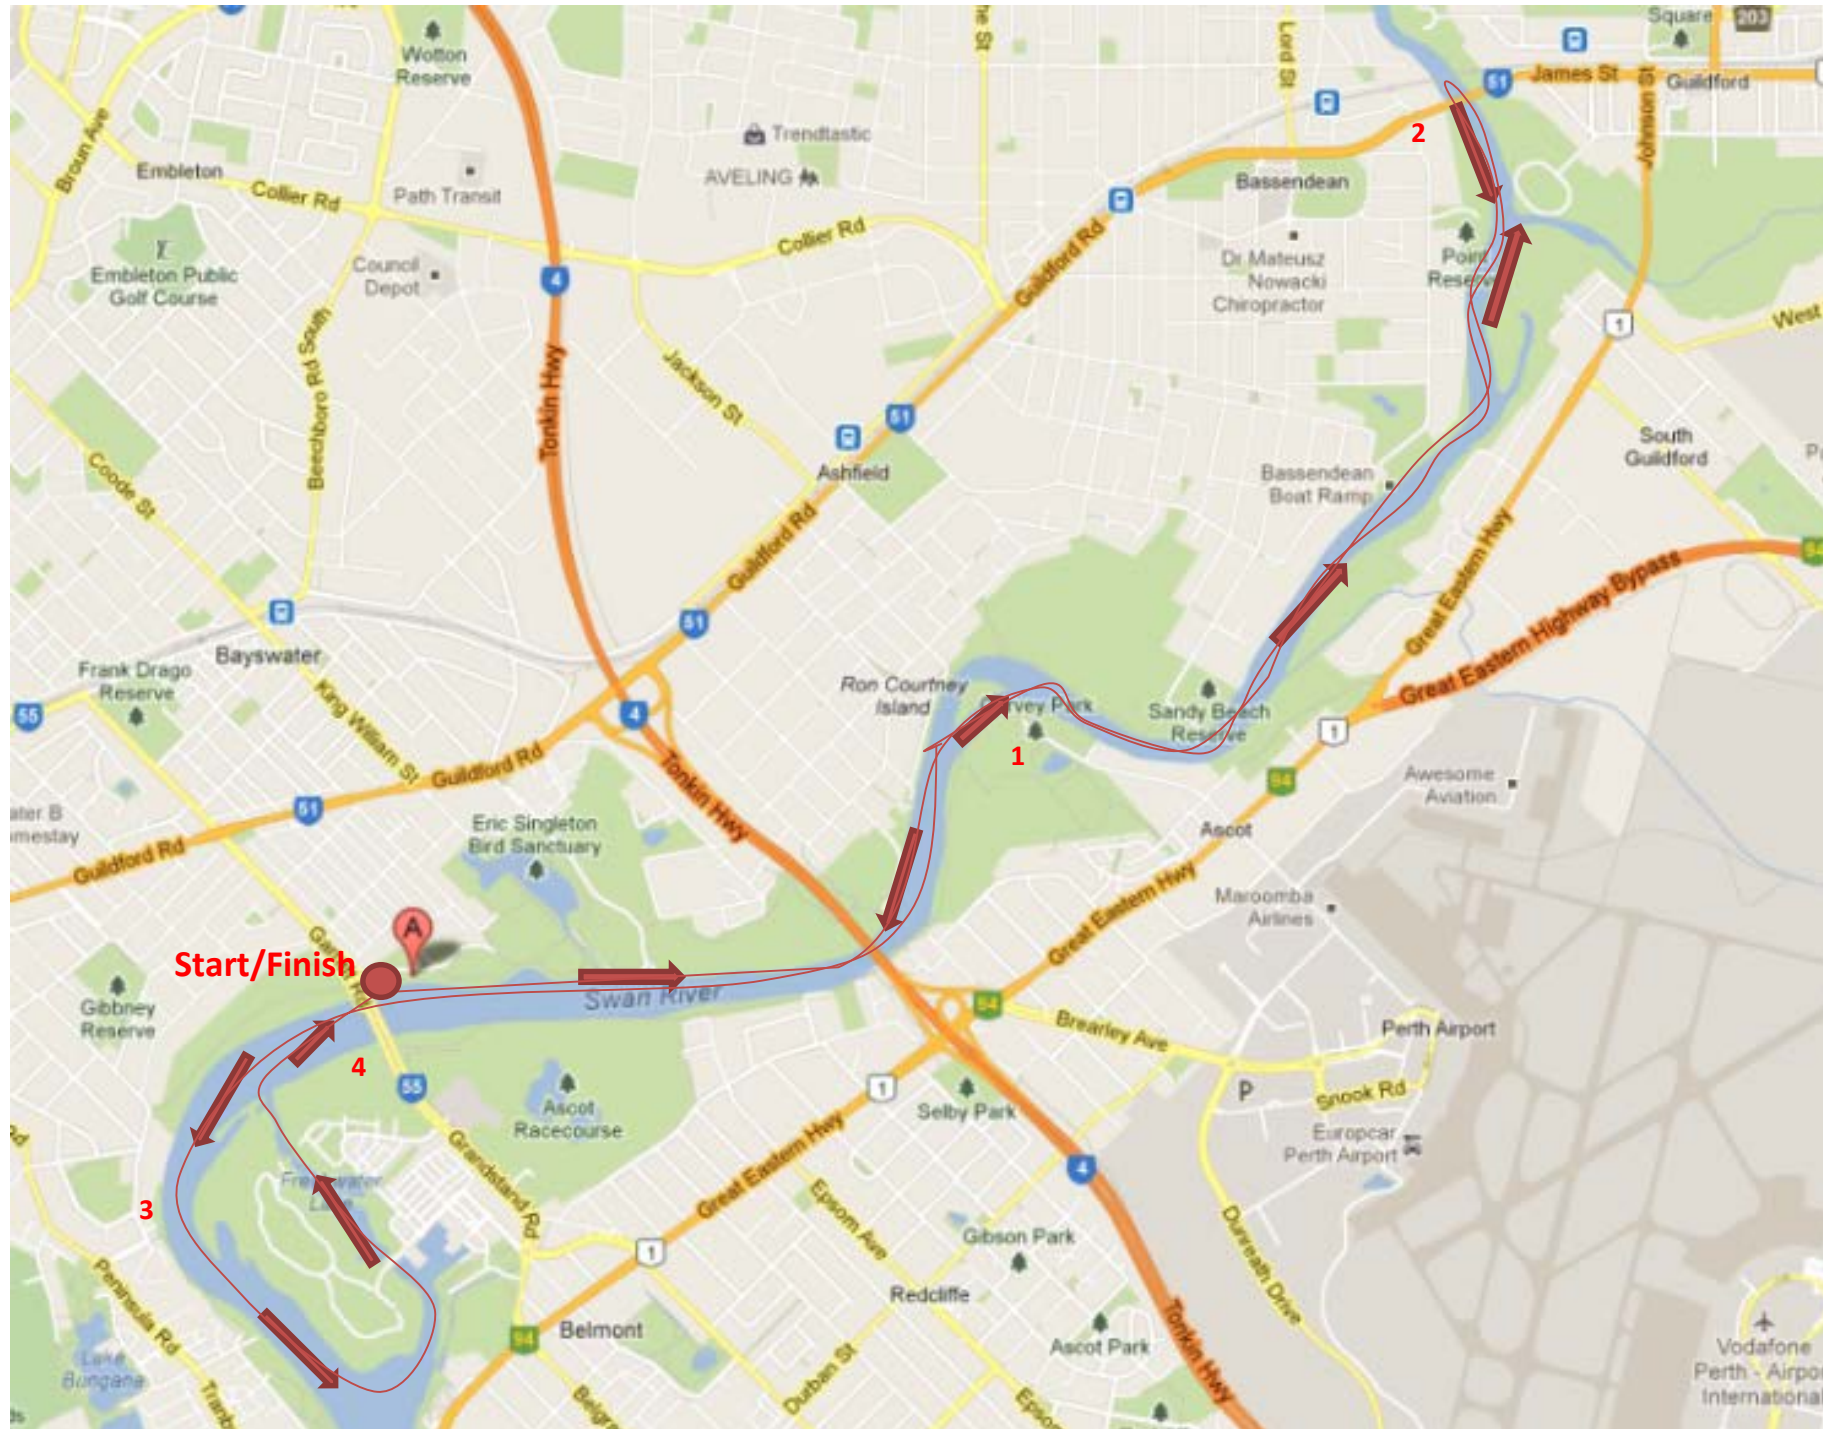 Wotton
Reserve
Square
203
Lord St
51
James St
Guildford
Johnson St
Broun Ave
Embleton
Trendtastic
AVELING
2
Bassendean
Path Transit
Collier Rd
Collier Rd
Embleton Public
Golf Course
Council
Depot
4
Guildford Rd
Dr Mateusz
Nowacki
Chiropractor
Point
Reserve
1
West
Beechboro Rd South
Tonkin Hwy
Jackson St
51
Ashfield
South
Guildford
Coode St
Bassendean
Boat Ramp
Guildford Rd
Great Eastern Hwy
94
Great Eastern Highway Bypass
Bayswater
51
Frank Drago
Reserve
55
King William St
4
Ron Courtney
Island
Garvey Park
1
Sandy Beach
Reserve
1
Guildford Rd
Tonkin Hwy
94
Awesome
Aviation
51
Eric Singleton
Bird Sanctuary
Ascot
Guildford Rd
Great Eastern Hwy
Maroomba
Airlines
A
Start/Finish
Swan River
Gibbney
Reserve
94
Brearley Ave
Perth Airport
4
55
Ascot
Racecourse
1
Selby Park
P
Snook Rd
Europcar
Perth Airport
Grandstand Rd
Great Eastern Hwy
4
Freshwater
3
Epsom Ave
Dunreath Drive
Gibson Park
1
Peninsula Rd
Redcliffe
Belmont
94
Ascot Park
Tonkin Hwy
Vodafone
Perth - Airport
International
Lake
Bungana
Durban St